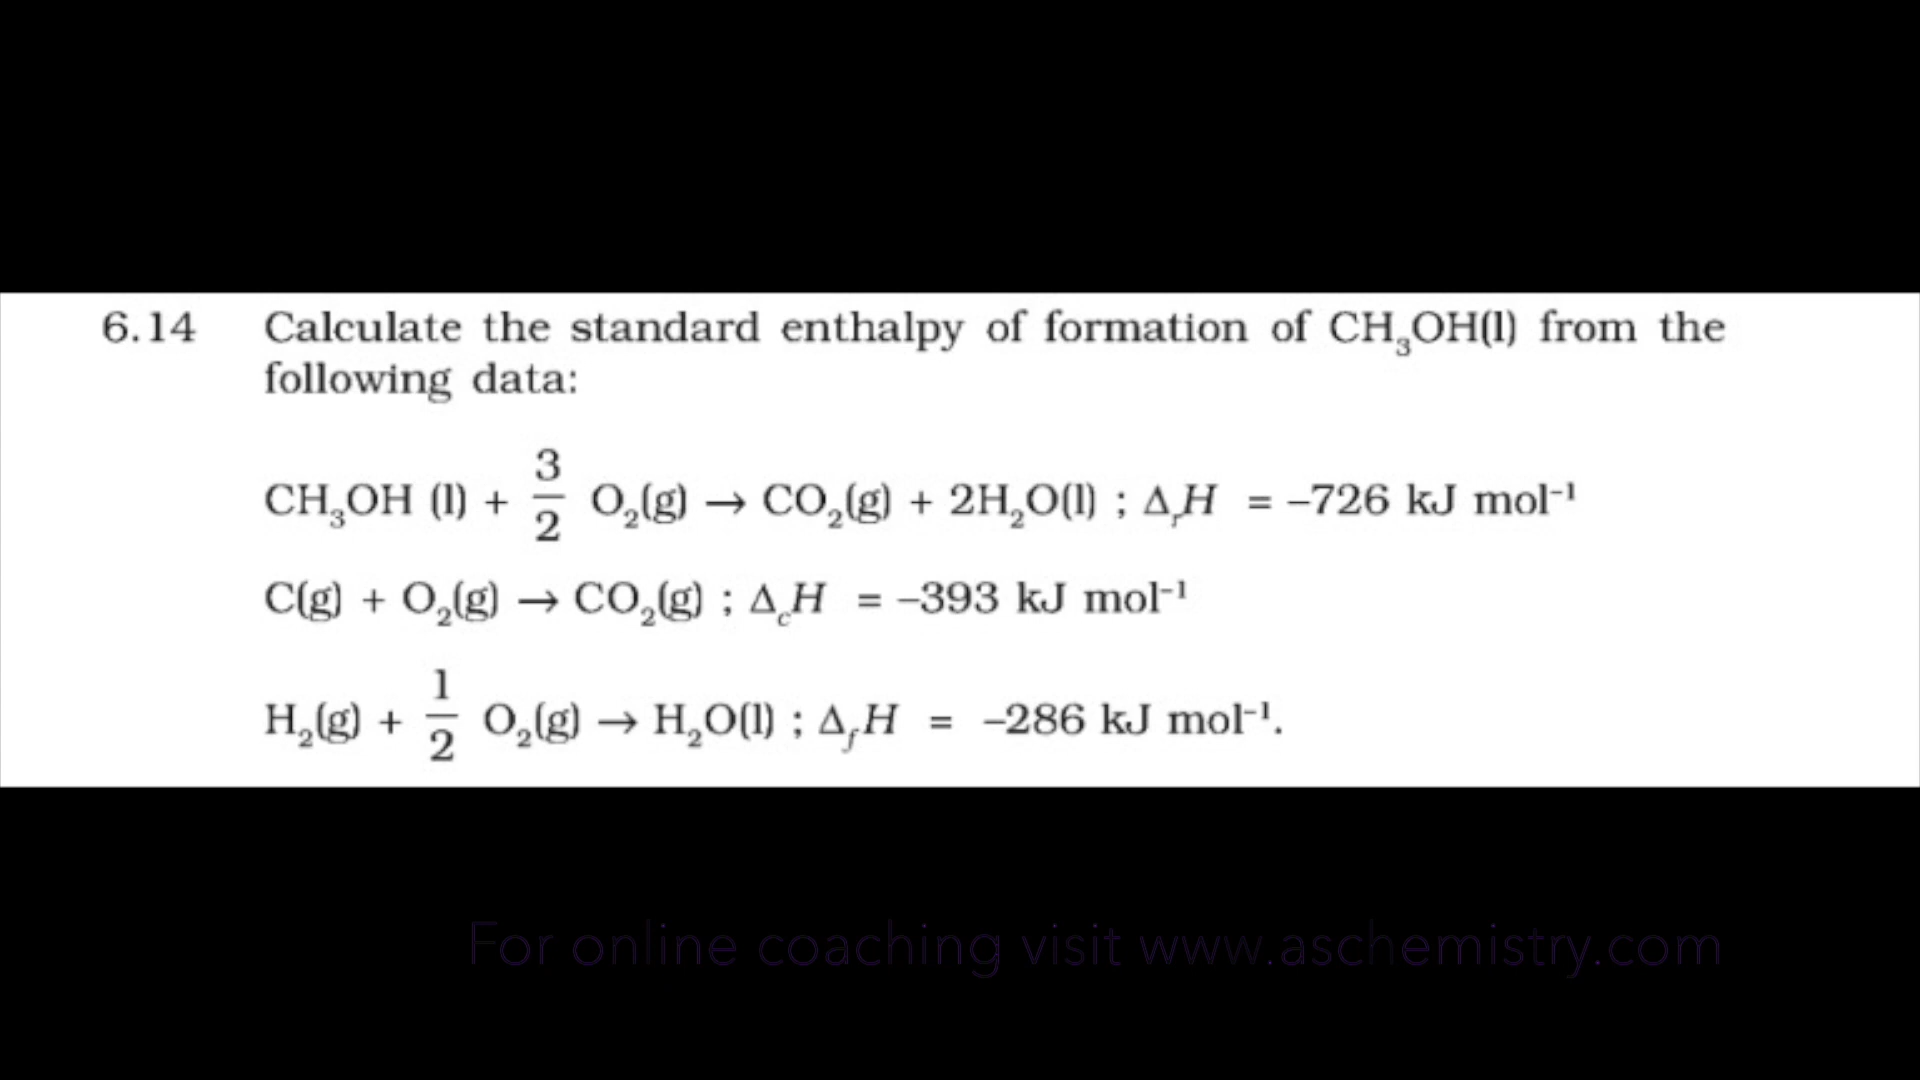 6.14 Calculate the standard enthalpy of formation of CH₃OH(l) from the
following data:
CH₃OH (l) + 3/2 O₂(g) → CO₂(g) + 2H₂O(l) ; ΔᵣH = –726 kJ mol⁻¹
C(g) + O₂(g) → CO₂(g) ; Δ_cH = –393 kJ mol⁻¹
H₂(g) + 1/2 O₂(g) → H₂O(l) ; Δ_fH = –286 kJ mol⁻¹.
For online coaching visit www.aschemistry.com